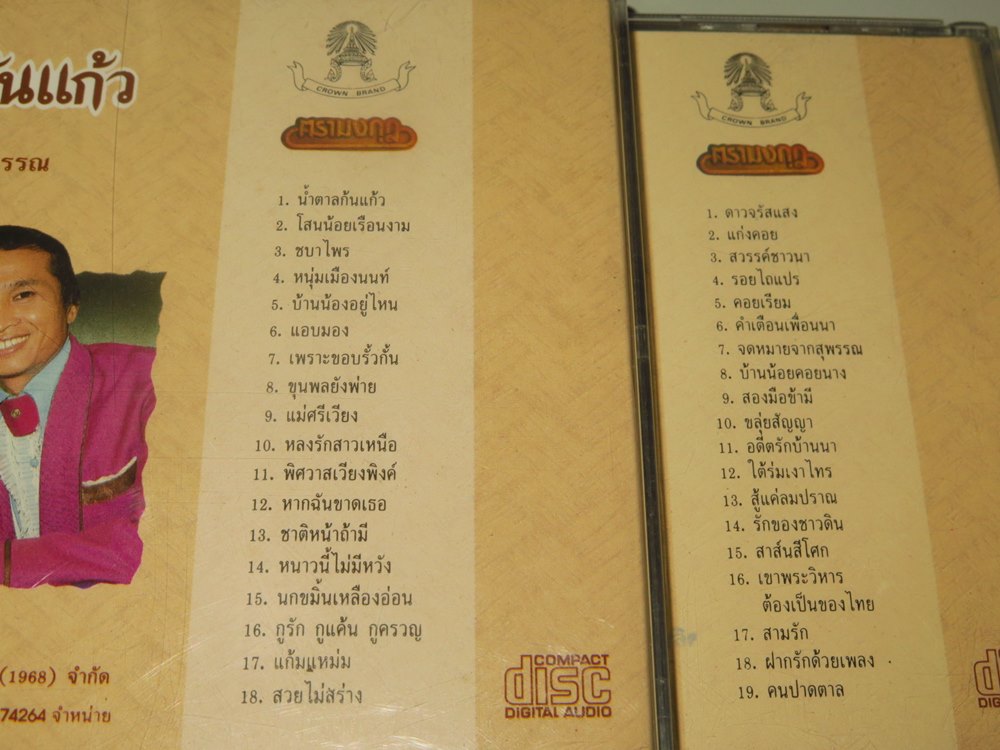 นแก้ว
รรณ
(1968) จำกัด
74264 จำหน่าย
CROWN BRAND
ตรามงกุฎ
1. น้ำตาลก้นแก้ว
2. โสนน้อยเรือนงาม
3. ชบาไพร
4. หนุ่มเมืองนนท์
5. บ้านน้องอยู่ไหน
6. แอบมอง
7. เพราะขอบรั้วกั้น
8. ขุนพลยังพ่าย
9. แม่ศรีเวียง
10. หลงรักสาวเหนือ
11. พิศวาสเวียงพิงค์
12. หากฉันขาดเธอ
13. ชาติหน้าถ้ามี
14. หนาวนี้ไม่มีหวัง
15. นกขมิ้นเหลืองอ่อน
16. กูรัก กูแค้น กูครวญ
17. แก้มแหม่ม
18. สวยไม่สร่าง
COMPACT
disc
DIGITAL AUDIO
CROWN BRAND
ตรามงกุฎ
1. ดาวจรัสแสง
2. แก่งคอย
3. สวรรค์ชาวนา
4. รอยไถแปร
5. คอยเรียม
6. คำเตือนเพื่อนนา
7. จดหมายจากสุพรรณ
8. บ้านน้อยคอยนาง
9. สองมือข้ามี
10. ขลุ่ยสัญญา
11. อดีตรักบ้านนา
12. ใต้ร่มเงาไทร
13. สู้แค่ลมปราณ
14. รักของชาวดิน
15. สาส์นสีโศก
16. เขาพระวิหาร
ต้องเป็นของไทย
17. สามรัก
18. ฝากรักด้วยเพลง
19. คนปาดตาล